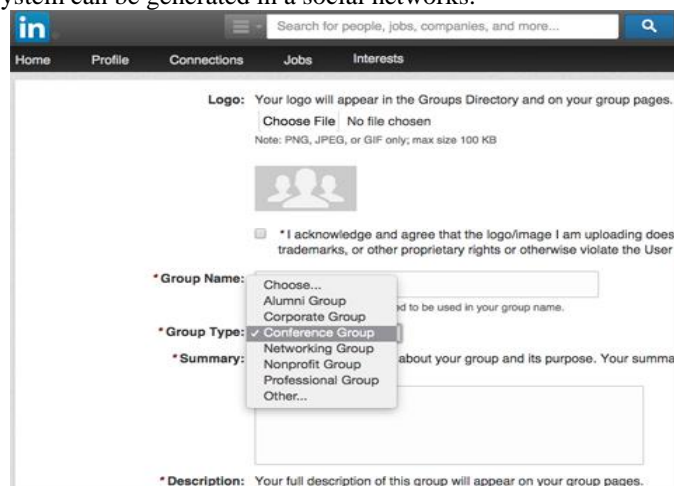 system can be generated in a social networks.
in
Search for people, jobs, companies, and more...
Home Profile Connections Jobs Interests
Logo: Your logo will appear in the Groups Directory and on your group pages.
Choose File No file chosen
Note: PNG, JPEG, or GIF only; max size 100 KB
* I acknowledge and agree that the logo/image I am uploading does
trademarks, or other proprietary rights or otherwise violate the User
* Group Name:
Choose...
Alumni Group
to be used in your group name.
Corporate Group
* Group Type: ✓ Conference Group
Networking Group
* Summary: about your group and its purpose. Your summa
Nonprofit Group
Professional Group
Other...
* Description: Your full description of this group will appear on your group pages.